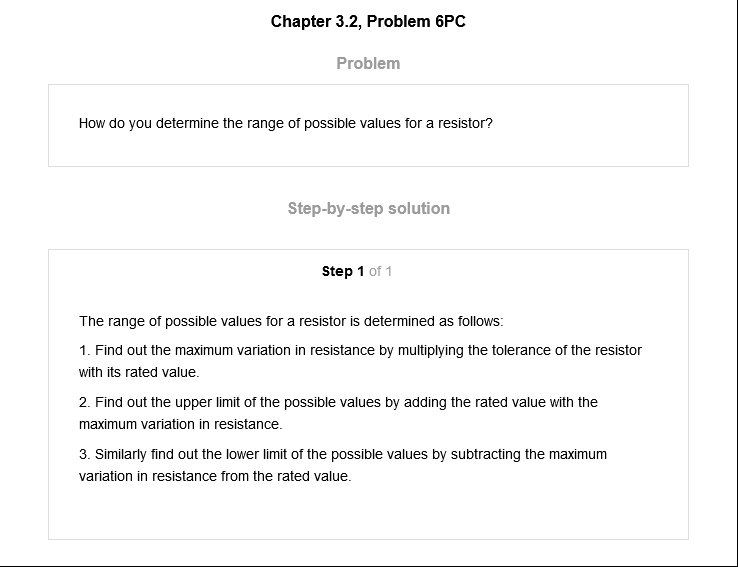 Chapter 3.2, Problem 6PC
Problem
How do you determine the range of possible values for a resistor?
Step-by-step solution
Step 1 of 1
The range of possible values for a resistor is determined as follows:
1. Find out the maximum variation in resistance by multiplying the tolerance of the resistor
with its rated value.
2. Find out the upper limit of the possible values by adding the rated value with the
maximum variation in resistance.
3. Similarly find out the lower limit of the possible values by subtracting the maximum
variation in resistance from the rated value.